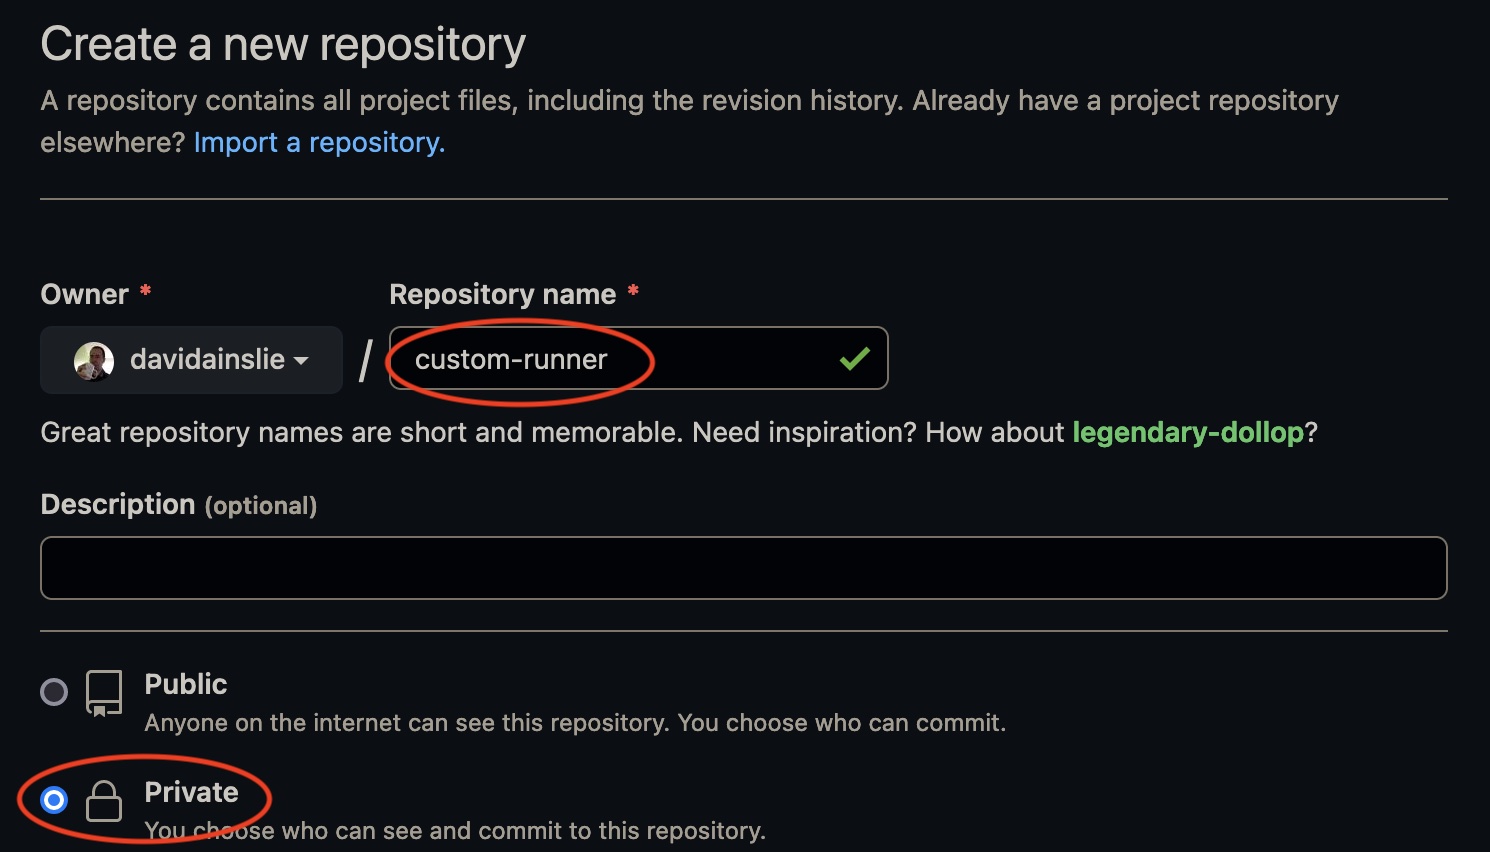 Create a new repository
A repository contains all project files, including the revision history. Already have a project repository
elsewhere? Import a repository.
Owner * Repository name *
davidainslie / custom-runner
Great repository names are short and memorable. Need inspiration? How about legendary-dollop?
Description (optional)
Public
Anyone on the internet can see this repository. You choose who can commit.
Private
You choose who can see and commit to this repository.